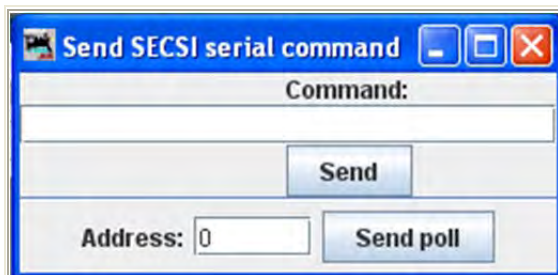 Send SECSI serial command
Command:
Send
Address: 0 Send poll